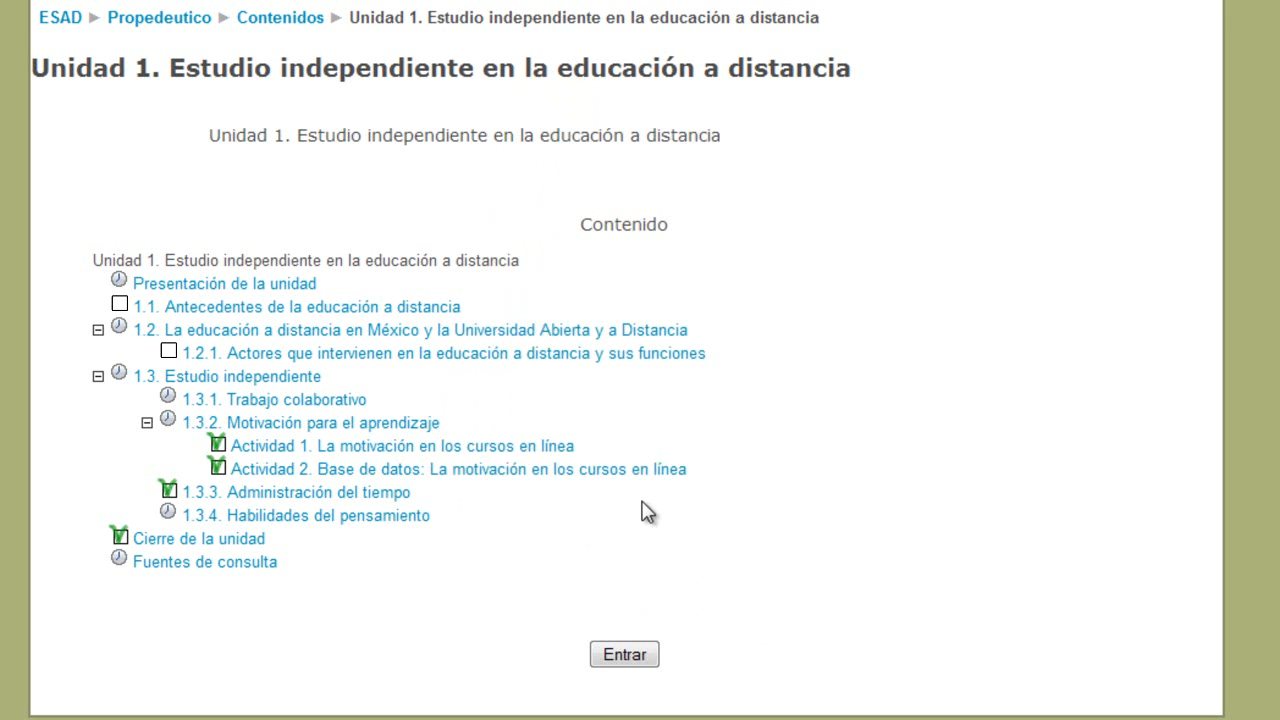 ESAD ► Propedeutico ► Contenidos ► Unidad 1. Estudio independiente en la educación a distancia
Unidad 1. Estudio independiente en la educación a distancia
Unidad 1. Estudio independiente en la educación a distancia
Contenido
Unidad 1. Estudio independiente en la educación a distancia
Presentación de la unidad
1.1. Antecedentes de la educación a distancia
1.2. La educación a distancia en México y la Universidad Abierta y a Distancia
1.2.1. Actores que intervienen en la educación a distancia y sus funciones
1.3. Estudio independiente
1.3.1. Trabajo colaborativo
1.3.2. Motivación para el aprendizaje
Actividad 1. La motivación en los cursos en línea
Actividad 2. Base de datos: La motivación en los cursos en línea
1.3.3. Administración del tiempo
1.3.4. Habilidades del pensamiento
Cierre de la unidad
Fuentes de consulta
Entrar